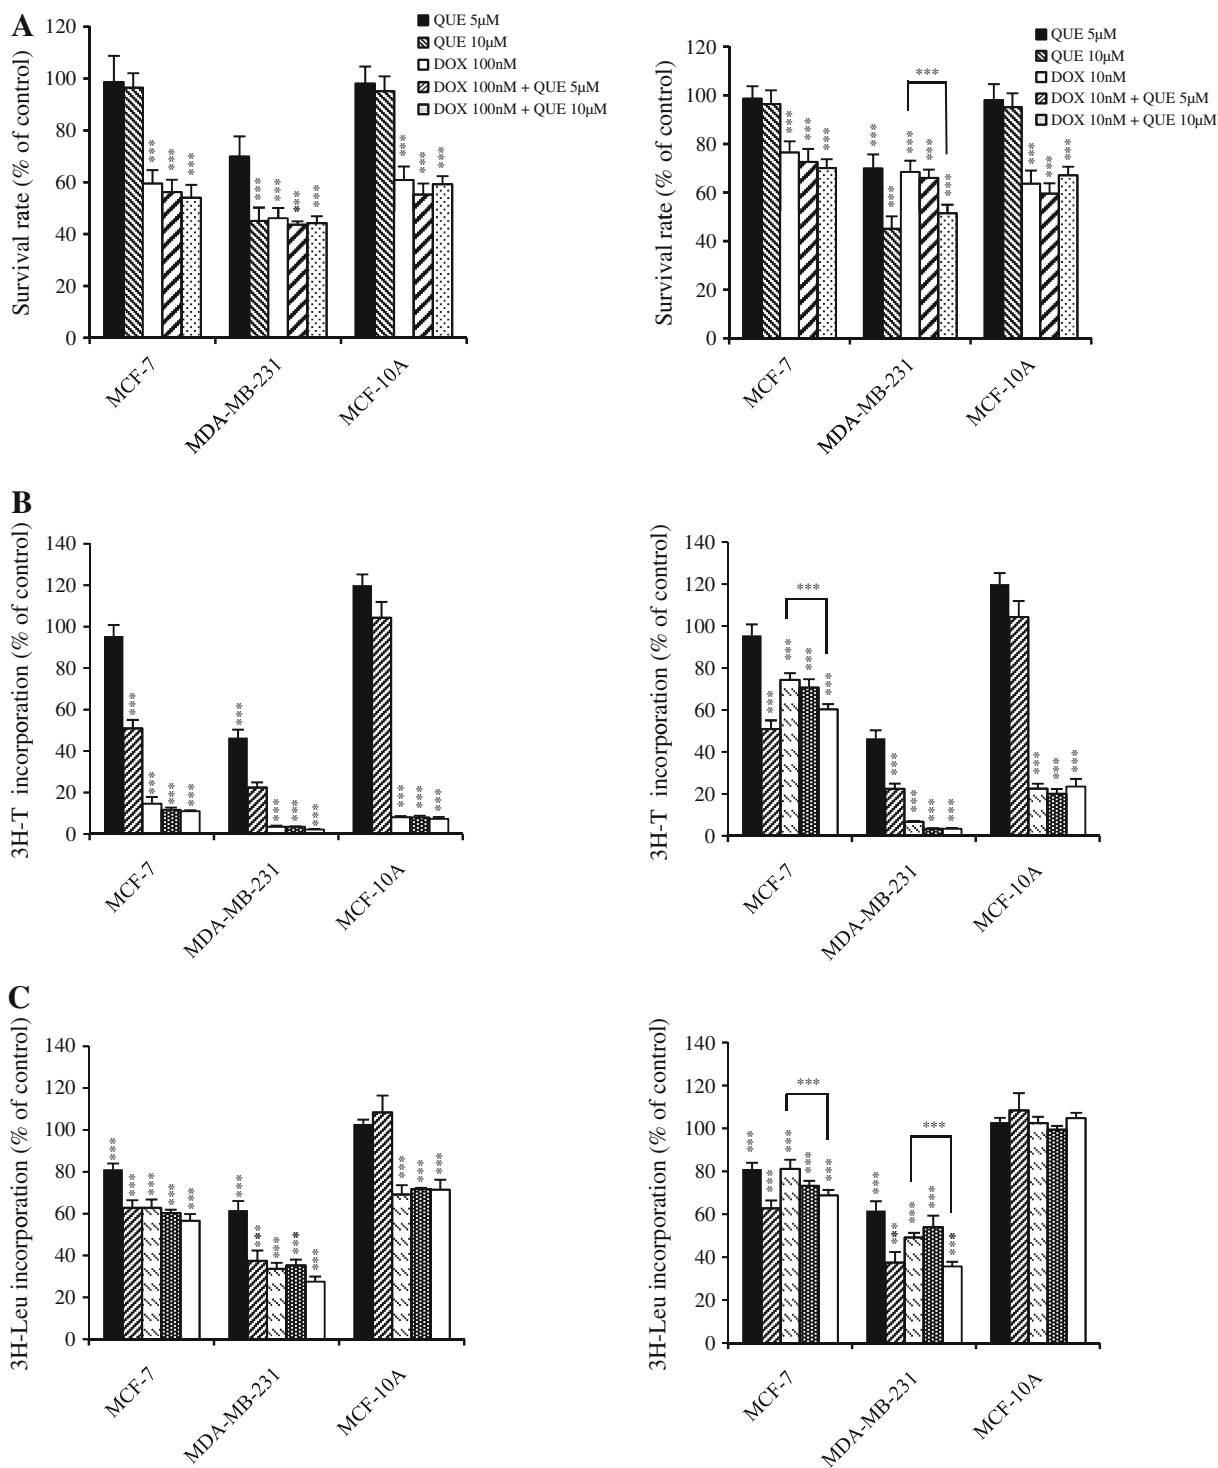 A
Survival rate (% of control)
120
100
80
60
40
20
0
QUE 5µM
QUE 10µM
DOX 100nM
DOX 100nM + QUE 5µM
DOX 100nM + QUE 10µM
*** *** *** *** *** *** *** *** *** ***
MCF-7
MDA-MB-231
MCF-10A
Survival rate (% of control)
120
100
80
60
40
20
0
QUE 5µM
QUE 10µM
DOX 10nM
DOX 10nM + QUE 5µM
DOX 10nM + QUE 10µM
***
*** *** *** *** *** *** *** *** *** *** ***
MCF-7
MDA-MB-231
MCF-10A
B
3H-T incorporation (% of control)
140
120
100
80
60
40
20
0
*** *** *** *** *** *** *** *** *** *** ***
MCF-7
MDA-MB-231
MCF-10A
3H-T incorporation (% of control)
140
120
100
80
60
40
20
0
***
*** *** *** *** *** *** *** *** *** *** ***
MCF-7
MDA-MB-231
MCF-10A
C
3H-Leu incorporation (% of control)
140
120
100
80
60
40
20
0
*** *** *** *** *** *** *** *** *** *** *** *** ***
MCF-7
MDA-MB-231
MCF-10A
3H-Leu incorporation (% of control)
140
120
100
80
60
40
20
0
***
***
*** *** *** *** *** *** *** *** *** ***
MCF-7
MDA-MB-231
MCF-10A